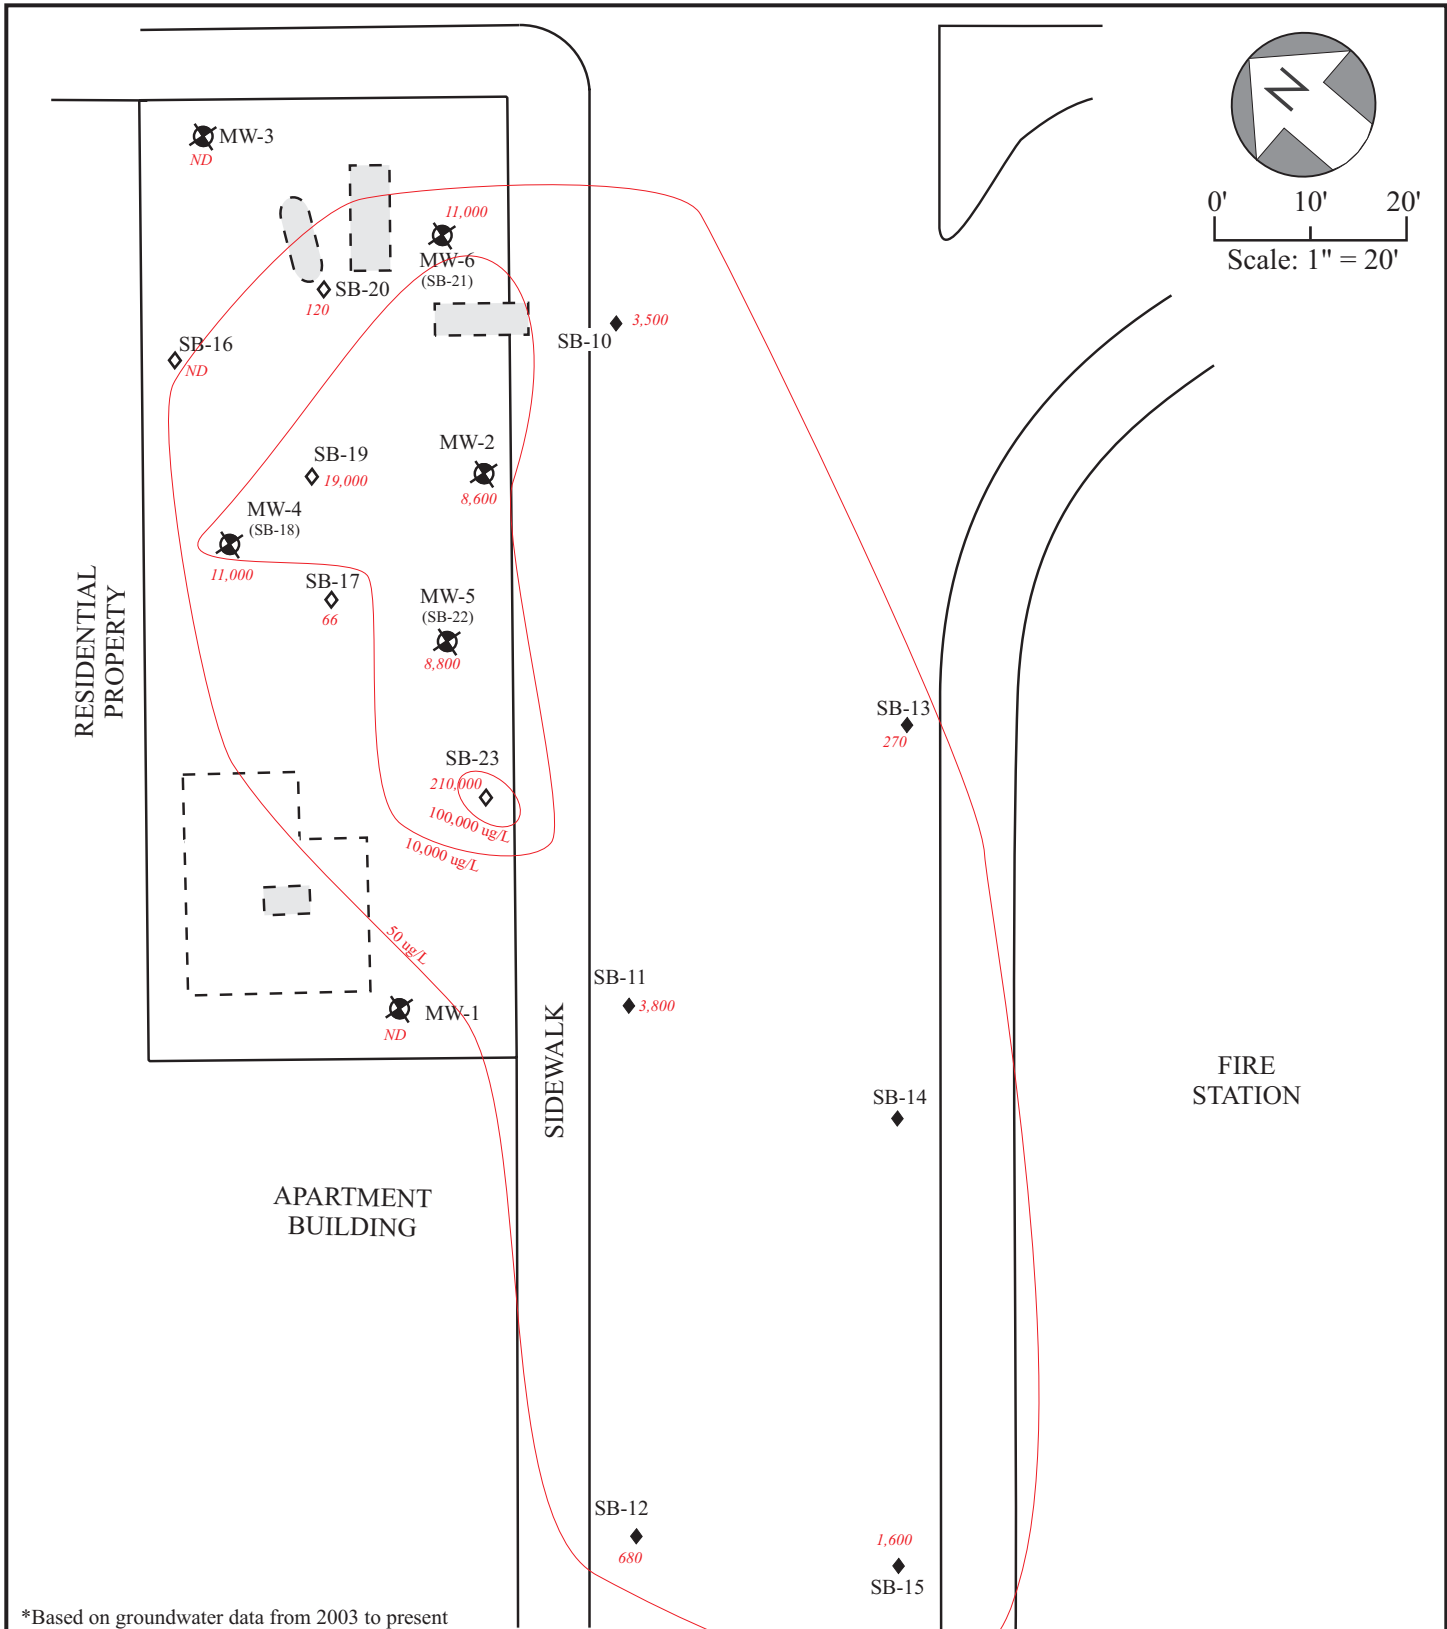 N
0' 10' 20'
Scale: 1" = 20'
MW-3
ND
11,000
MW-6
(SB-21)
SB-20
120
SB-10
3,500
SB-16
ND
SB-19
19,000
MW-2
8,600
MW-4
(SB-18)
11,000
SB-17
66
MW-5
(SB-22)
8,800
RESIDENTIAL
PROPERTY
SB-13
270
SB-23
210,000
100,000 ug/L
10,000 ug/L
50 ug/L
SB-11
3,800
MW-1
ND
SIDEWALK
SB-14
FIRE
STATION
APARTMENT
BUILDING
SB-12
680
1,600
SB-15
*Based on groundwater data from 2003 to present